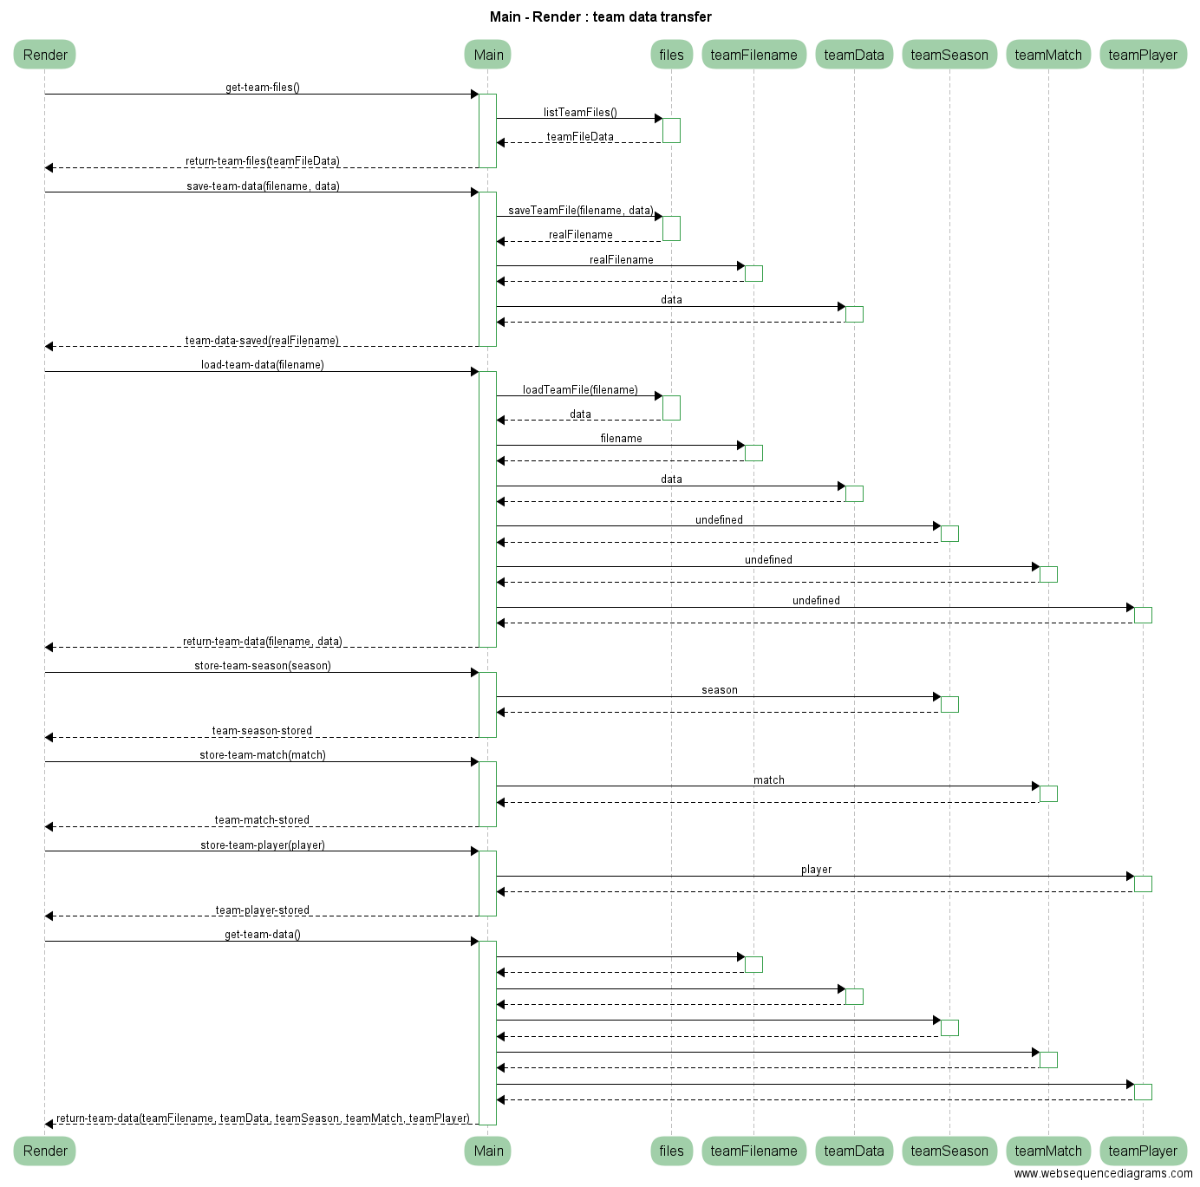 Main - Render : team data transfer
Render Main files teamFilename teamData teamSeason teamMatch teamPlayer
get-team-files()
listTeamFiles()
teamFileData
return-team-files(teamFileData)
save-team-data(filename, data)
saveTeamFile(filename, data)
realFilename
realFilename
data
team-data-saved(realFilename)
load-team-data(filename)
loadTeamFile(filename)
data
filename
data
undefined
undefined
undefined
return-team-data(filename, data)
store-team-season(season)
season
team-season-stored
store-team-match(match)
match
team-match-stored
store-team-player(player)
player
team-player-stored
get-team-data()
return-team-data(teamFilename, teamData, teamSeason, teamMatch, teamPlayer)
Render Main files teamFilename teamData teamSeason teamMatch teamPlayer
www.websequencediagrams.com